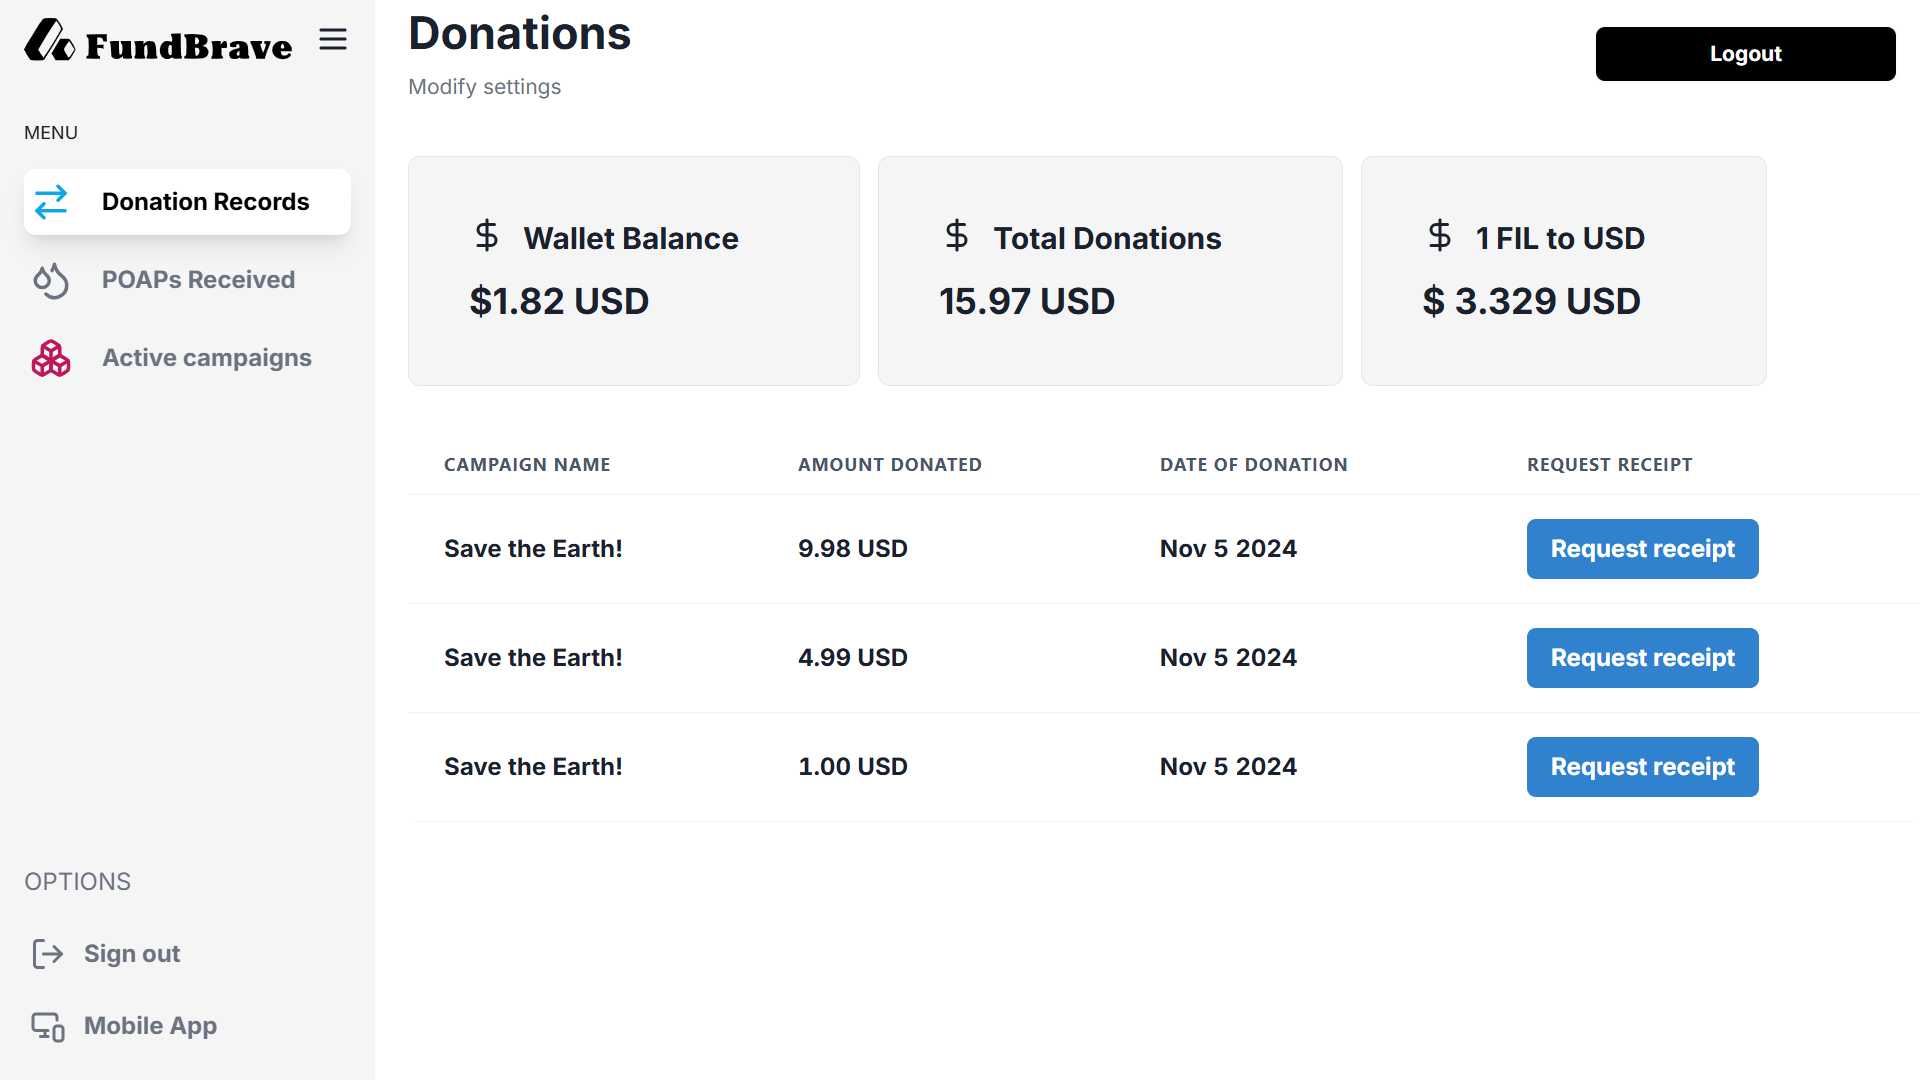 FundBrave
MENU
Donation Records
POAPs Received
Active campaigns
OPTIONS
Sign out
Mobile App
Donations
Modify settings
Logout
$ Wallet Balance
$1.82 USD
$ Total Donations
15.97 USD
$ 1 FIL to USD
$ 3.329 USD
CAMPAIGN NAME AMOUNT DONATED DATE OF DONATION REQUEST RECEIPT
Save the Earth! 9.98 USD Nov 5 2024 Request receipt
Save the Earth! 4.99 USD Nov 5 2024 Request receipt
Save the Earth! 1.00 USD Nov 5 2024 Request receipt